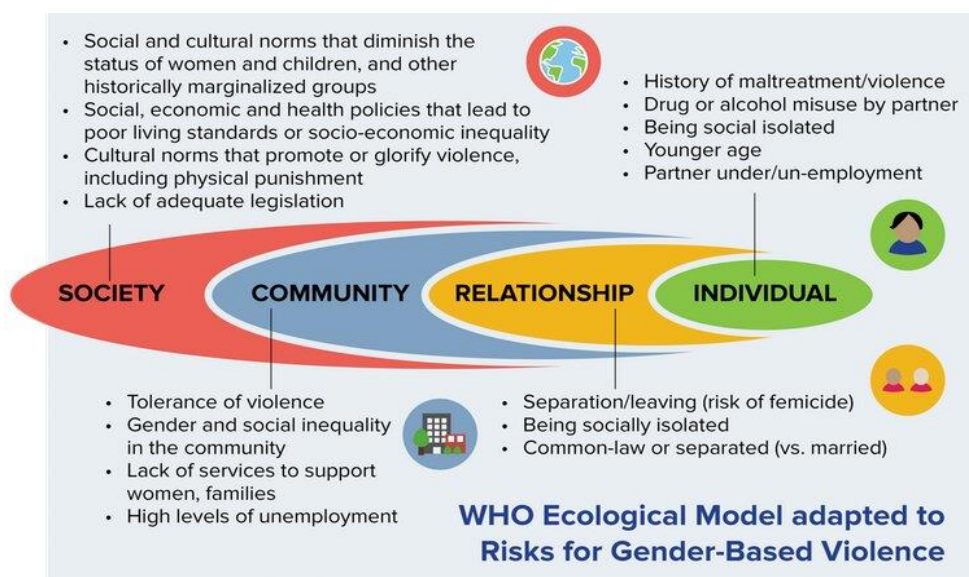 • Social and cultural norms that diminish the
status of women and children, and other
historically marginalized groups
• Social, economic and health policies that lead to
poor living standards or socio-economic inequality
• Cultural norms that promote or glorify violence,
including physical punishment
• Lack of adequate legislation
• History of maltreatment/violence
• Drug or alcohol misuse by partner
• Being social isolated
• Younger age
• Partner under/un-employment
SOCIETY
COMMUNITY
RELATIONSHIP
INDIVIDUAL
• Tolerance of violence
• Gender and social inequality
in the community
• Lack of services to support
women, families
• High levels of unemployment
• Separation/leaving (risk of femicide)
• Being socially isolated
• Common-law or separated (vs. married)
WHO Ecological Model adapted to
Risks for Gender-Based Violence